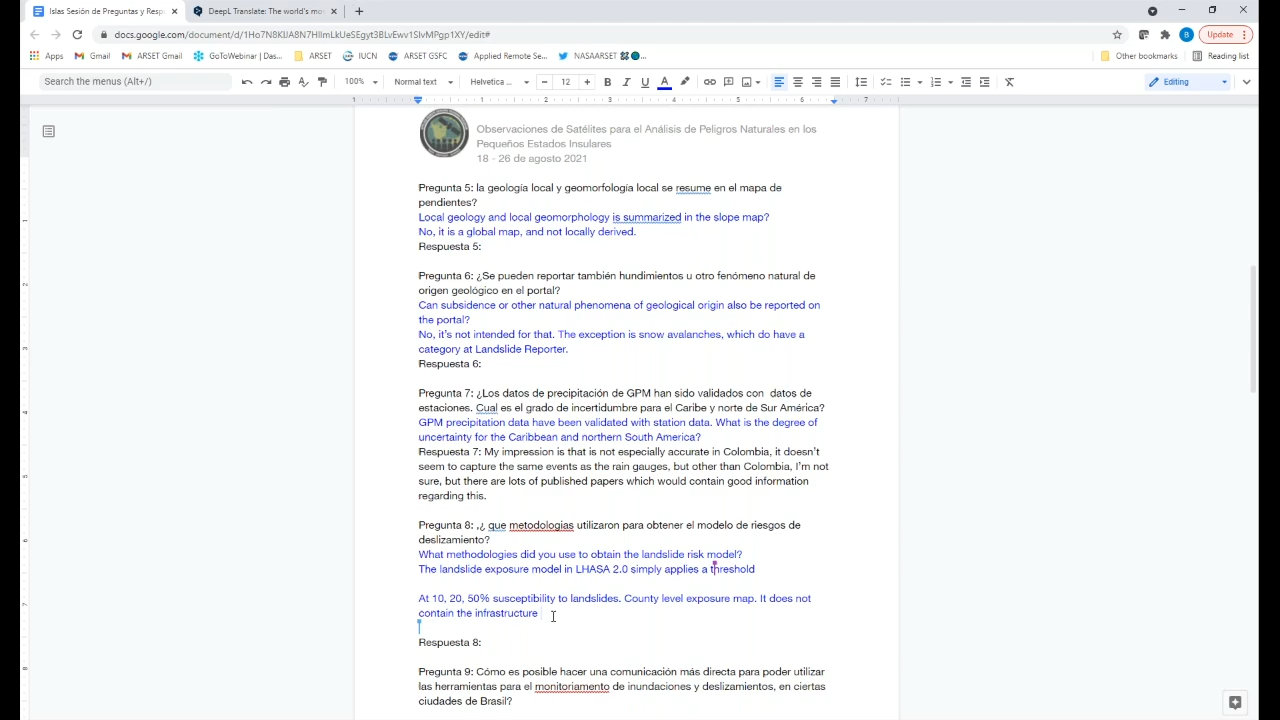 Islas Sesión de Preguntas y Resp
DeepL Translate: The world's mos
docs.google.com/document/d/1Ho7N8KlJA8N7HIimLkUeSEgyt3BLvEwv1SlvMPgp1XY/edit#
Update
Apps
Gmail
ARSET Gmail
GoToWebinar | Das...
ARSET
IUCN
ARSET GSFC
Applied Remote Se...
NASAARSET
Other bookmarks
Reading list
Search the menus (Alt+/)
100%
Normal text
Helvetica ...
12
Editing
Observaciones de Satélites para el Análisis de Peligros Naturales en los
Pequeños Estados Insulares
18 - 26 de agosto 2021
Pregunta 5: la geología local y geomorfología local se resume en el mapa de
pendientes?
Local geology and local geomorphology is summarized in the slope map?
No, it is a global map, and not locally derived.
Respuesta 5:
Pregunta 6: ¿Se pueden reportar también hundimientos u otro fenómeno natural de
origen geológico en el portal?
Can subsidence or other natural phenomena of geological origin also be reported on
the portal?
No, it's not intended for that. The exception is snow avalanches, which do have a
category at Landslide Reporter.
Respuesta 6:
Pregunta 7: ¿Los datos de precipitación de GPM han sido validados con  datos de
estaciones. Cual es el grado de incertidumbre para el Caribe y norte de Sur América?
GPM precipitation data have been validated with station data. What is the degree of
uncertainty for the Caribbean and northern South America?
Respuesta 7: My impression is that is not especially accurate in Colombia, it doesn't
seem to capture the same events as the rain gauges, but other than Colombia, I'm not
sure, but there are lots of published papers which would contain good information
regarding this.
Pregunta 8: ,¿ que metodologias utilizaron para obtener el modelo de riesgos de
deslizamiento?
What methodologies did you use to obtain the landslide risk model?
The landslide exposure model in LHASA 2.0 simply applies a threshold
At 10, 20, 50% susceptibility to landslides. County level exposure map. It does not
contain the infrastructure
Respuesta 8:
Pregunta 9: Cómo es posible hacer una comunicación más directa para poder utilizar
las herramientas para el monitoriamento de inundaciones y deslizamientos, en ciertas
ciudades de Brasil?